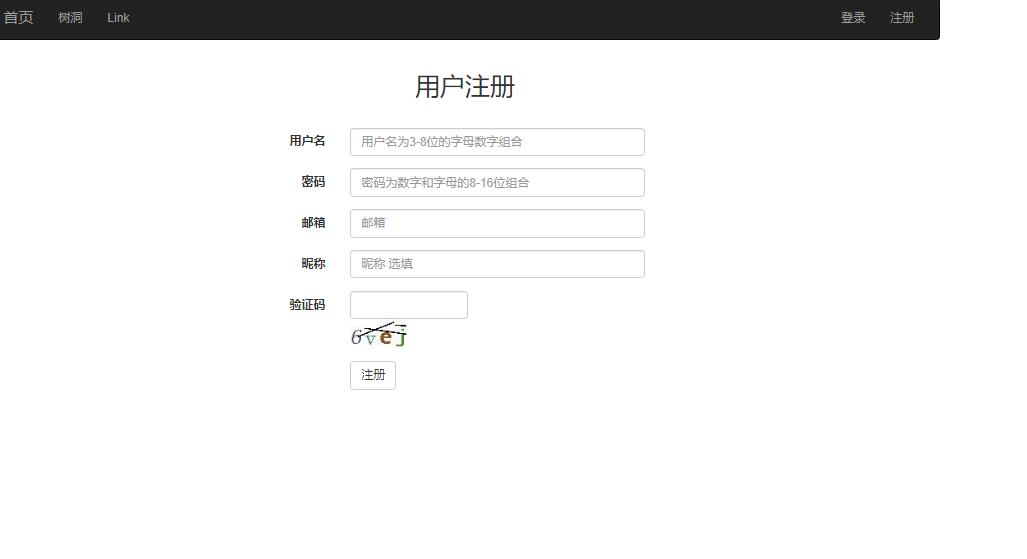 首页 树洞 Link 登录 注册
用户注册
用户名 用户名为3-8位的字母数字组合
密码 密码为数字和字母的8-16位组合
邮箱 邮箱
昵称 昵称 选填
验证码
6vej
注册